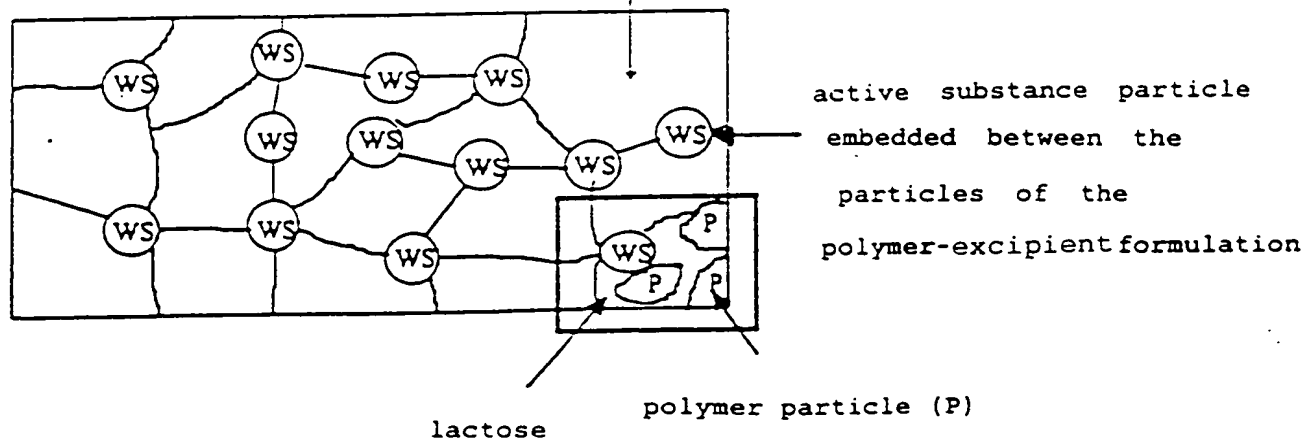 WS
WS WS
WS
active substance particle
WS WS WS
embedded between the
WS WS
particles of the
P
WS WS
polymer-excipient formulation
WS WS
P P
polymer particle (P)
lactose